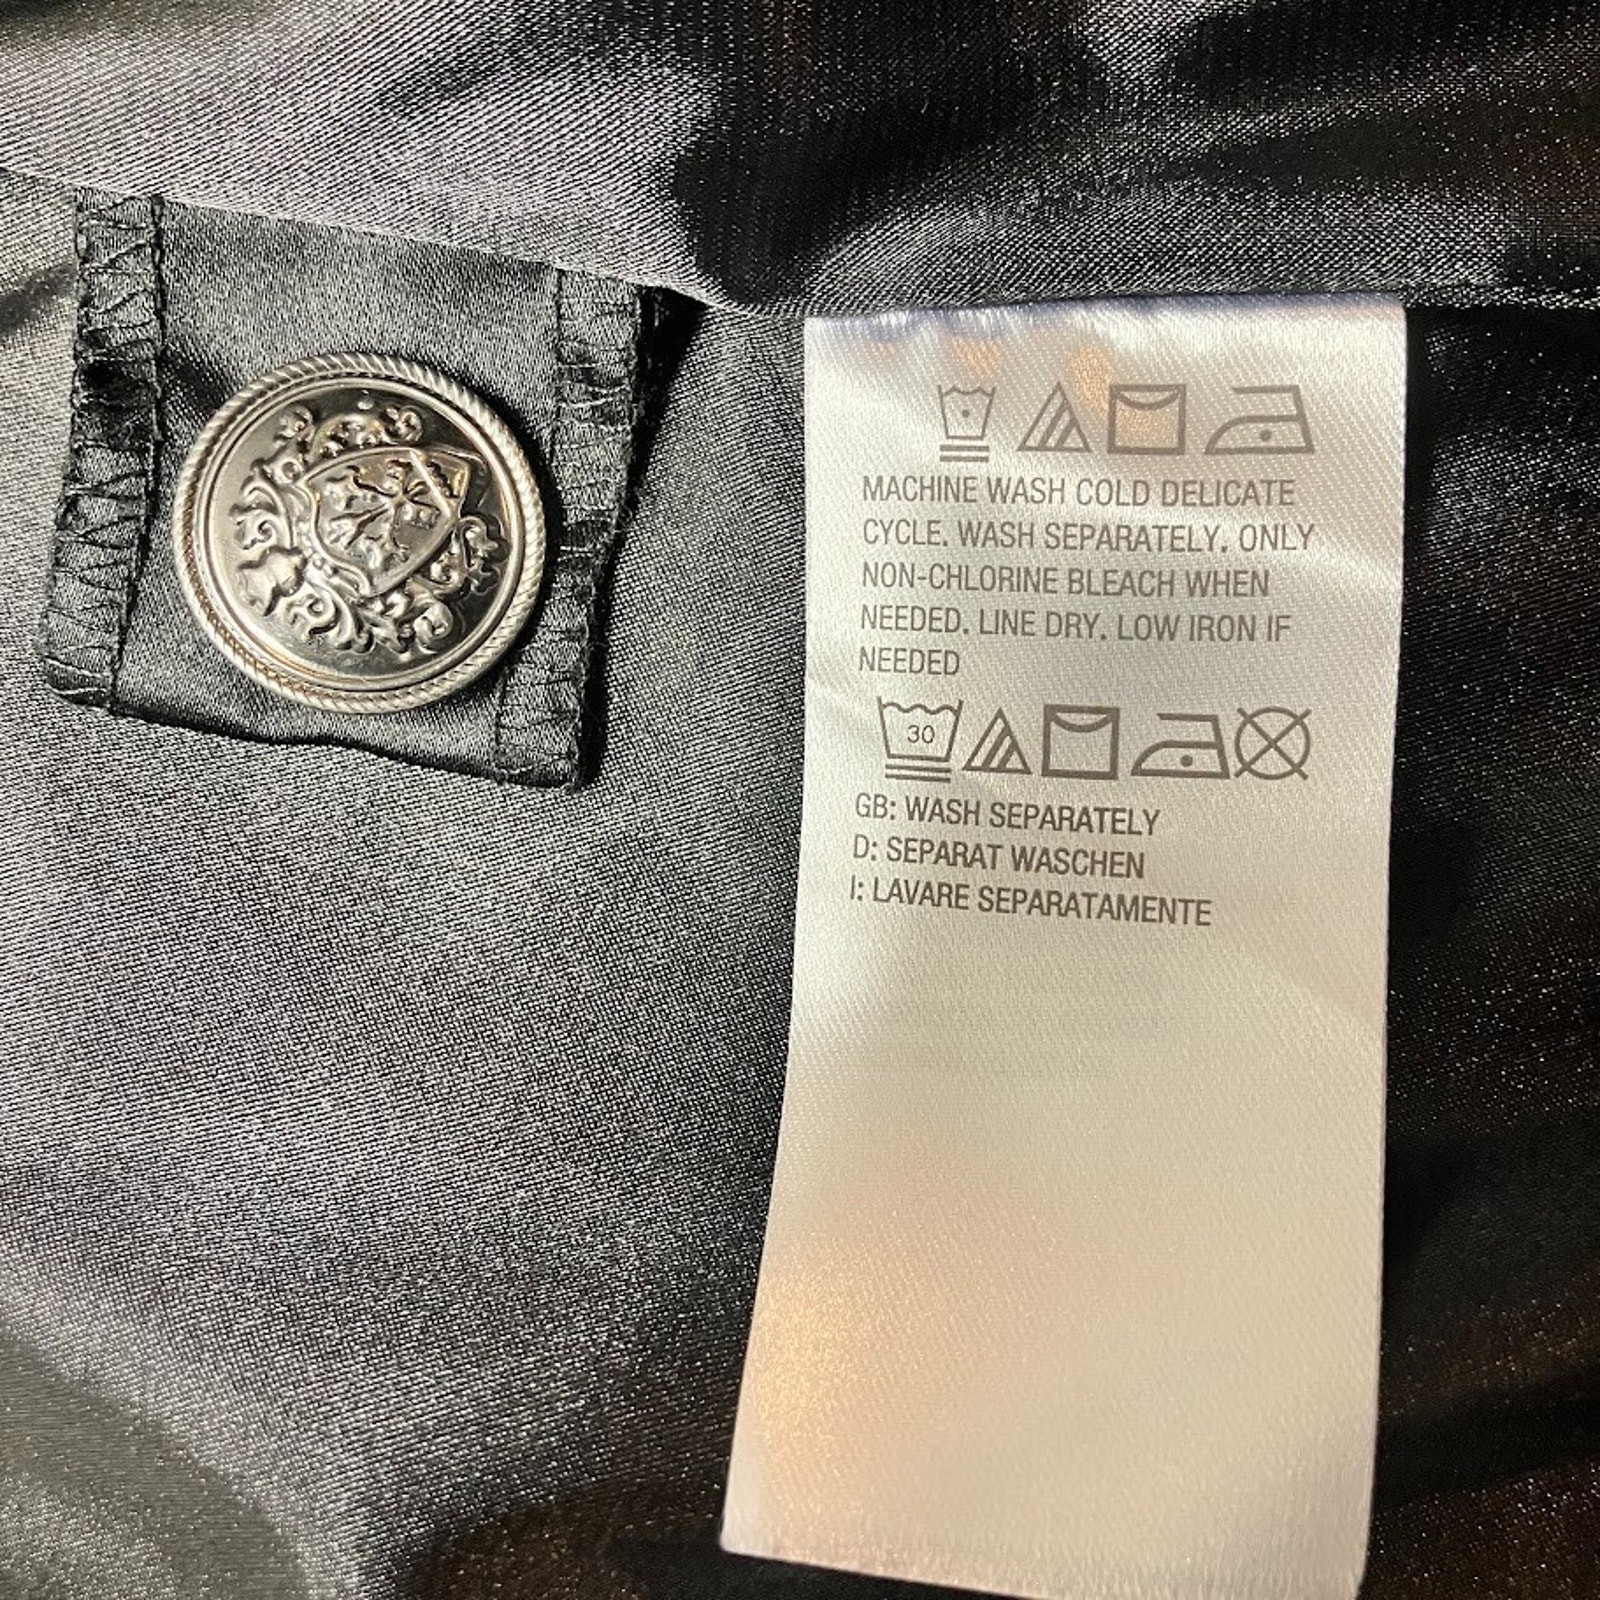 MACHINE WASH COLD DELICATE
CYCLE. WASH SEPARATELY. ONLY
NON-CHLORINE BLEACH WHEN
NEEDED. LINE DRY. LOW IRON IF
NEEDED
30
GB: WASH SEPARATELY
D: SEPARAT WASCHEN
I: LAVARE SEPARATAMENTE